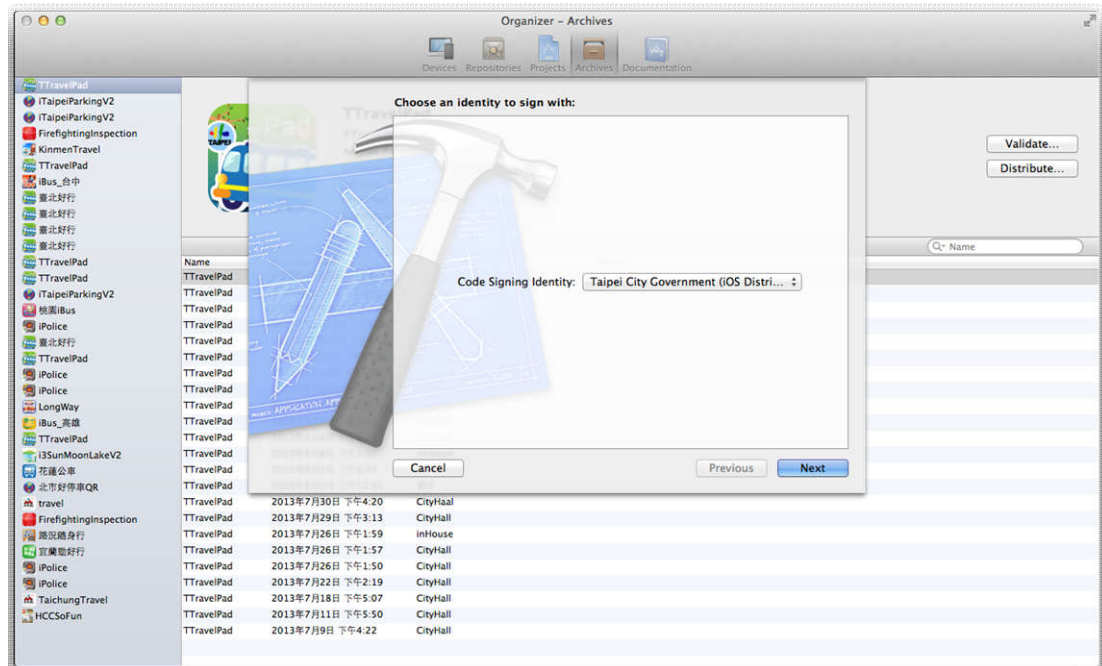 Organizer – Archives
Devices Repositories Projects Archives Documentation
TTravelPad
iTaipeiParkingV2
iTaipeiParkingV2
FirefightingInspection
KinmenTravel
TTravelPad
iBus_台中
臺北好行
臺北好行
臺北好行
臺北好行
TTravelPad
TTravelPad
iTaipeiParkingV2
桃園iBus
iPolice
臺北好行
TTravelPad
iPolice
iPolice
LongWay
iBus_高雄
TTravelPad
i3SunMoonLakeV2
花蓮公車
北市好停車QR
travel
FirefightingInspection
路況隨身行
宜蘭勁好行
iPolice
iPolice
TaichungTravel
HCCSoFun
TAIPEI
Choose an identity to sign with:
Code Signing Identity: Taipei City Government (iOS Distri...
Cancel Previous Next
Validate...
Distribute...
Name
Name
TTravelPad
TTravelPad
TTravelPad
TTravelPad
TTravelPad
TTravelPad
TTravelPad
TTravelPad
TTravelPad
TTravelPad
TTravelPad
TTravelPad
TTravelPad
TTravelPad
TTravelPad 2013年7月30日 下午4:20 CityHaal
TTravelPad 2013年7月29日 下午3:13 CityHall
TTravelPad 2013年7月26日 下午1:59 inHouse
TTravelPad 2013年7月26日 下午1:57 CityHall
TTravelPad 2013年7月26日 下午1:50 CityHall
TTravelPad 2013年7月22日 下午2:19 CityHall
TTravelPad 2013年7月18日 下午5:07 CityHall
TTravelPad 2013年7月11日 下午5:50 CityHall
TTravelPad 2013年7月9日 下午4:22 CityHall